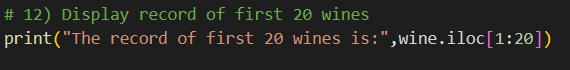 # 12) Display record of first 20 wines
print("The record of first 20 wines is:",wine.iloc[1:20])